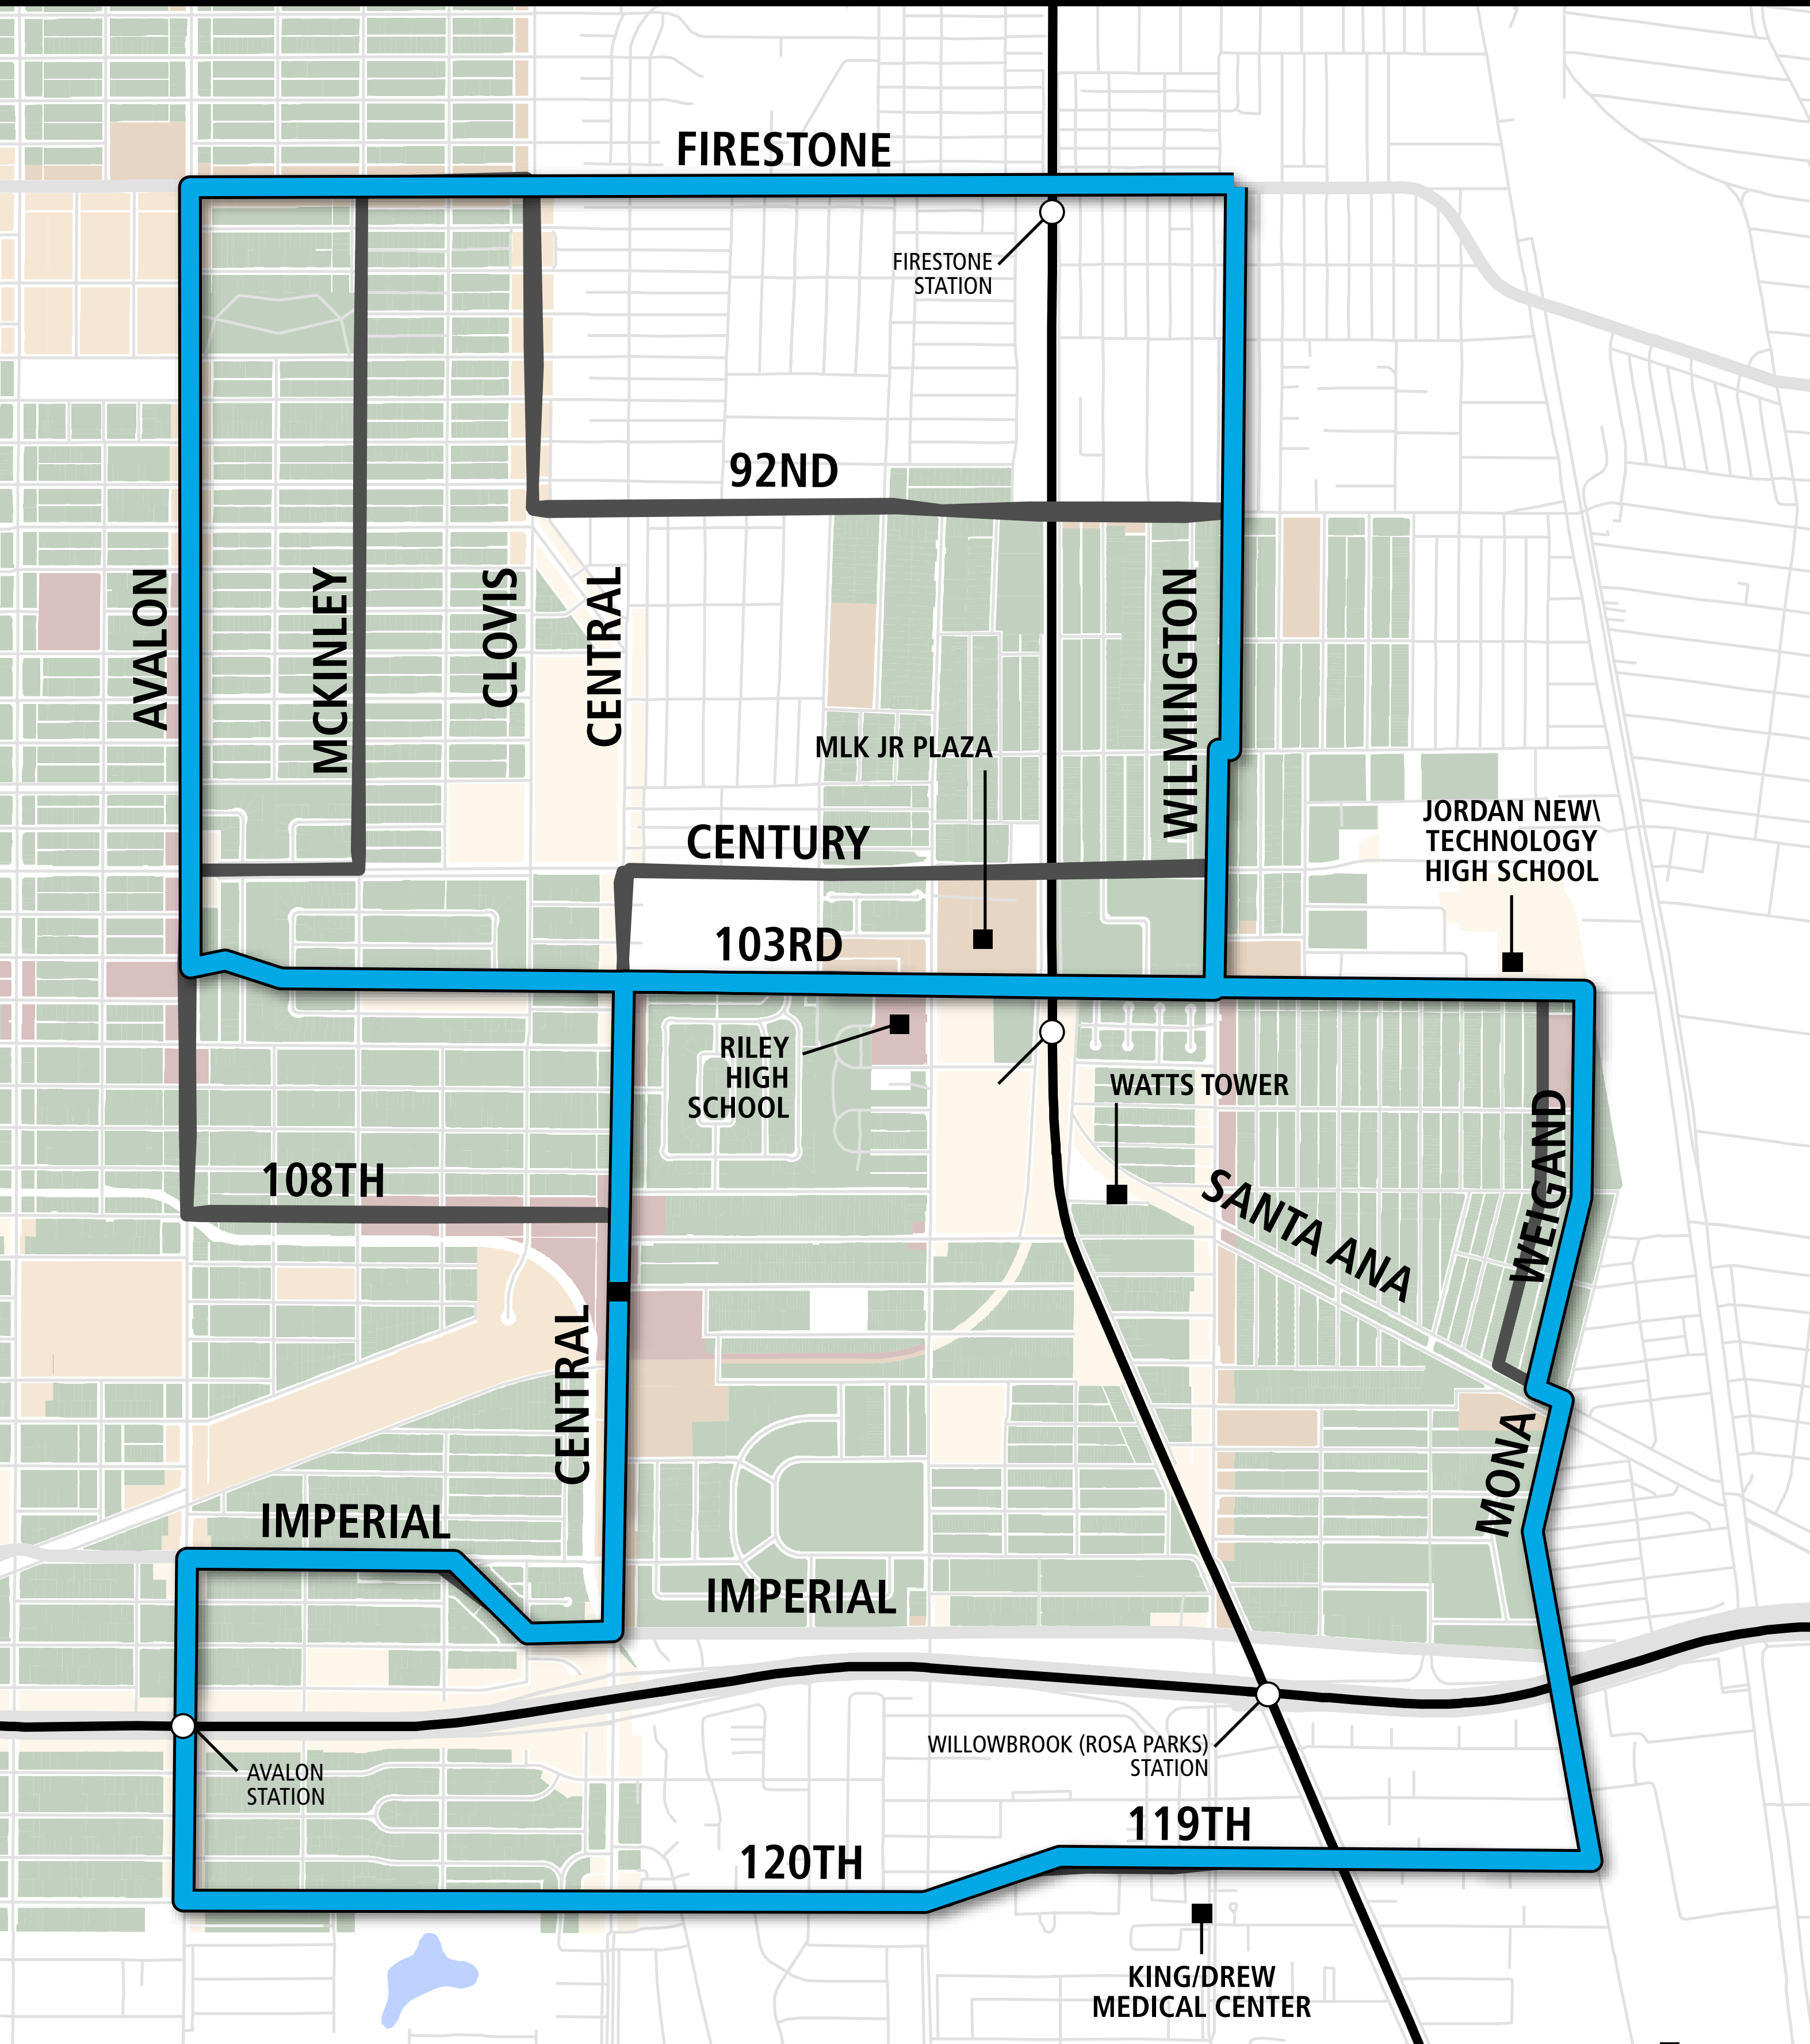 FIRESTONE
FIRESTONE
STATION
92ND
AVALON
MCKINLEY
CLOVIS
CENTRAL
WILMINGTON
MLK JR PLAZA
CENTURY
JORDAN NEW\
TECHNOLOGY
HIGH SCHOOL
103RD
RILEY
HIGH
SCHOOL
WATTS TOWER
108TH
SANTA ANA
WEIGAND
CENTRAL
MONA
IMPERIAL
IMPERIAL
WILLOWBROOK (ROSA PARKS)
STATION
AVALON
STATION
119TH
120TH
KING/DREW
MEDICAL CENTER